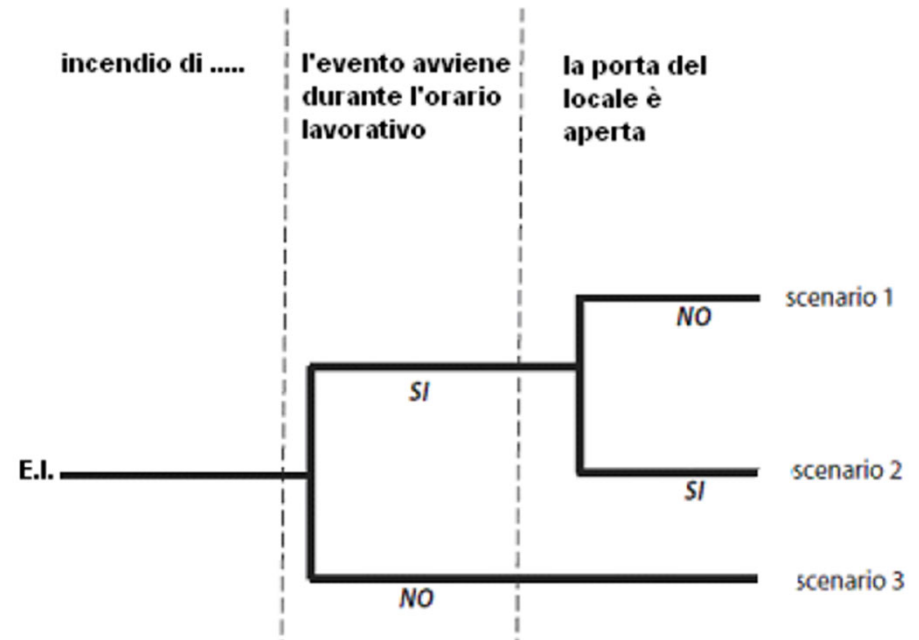 incendio di .....
l'evento avviene
durante l'orario
lavorativo
la porta del
locale è
aperta
scenario 1
NO
SI
E.I.
scenario 2
SI
scenario 3
NO